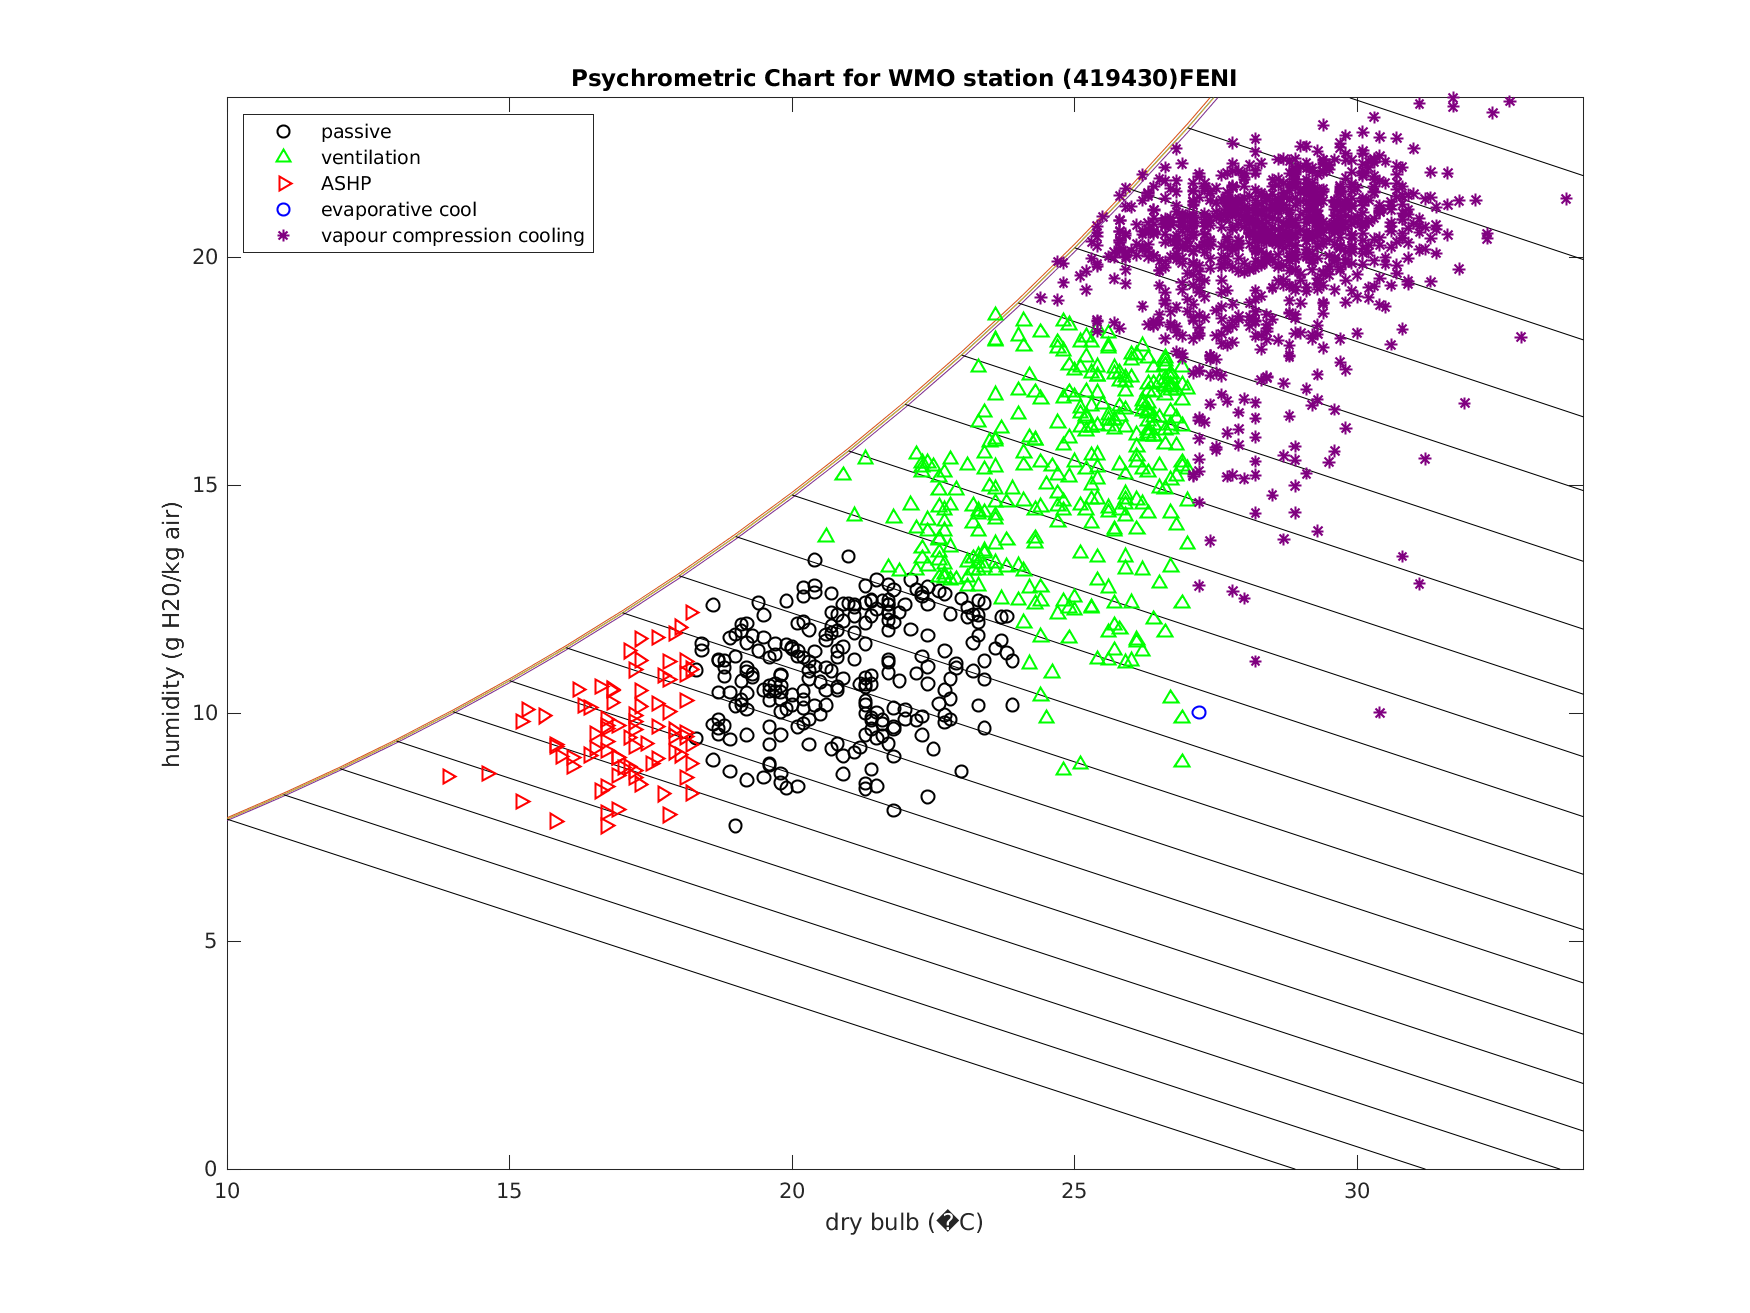 Psychrometric Chart for WMO station (419430)FENI
passive
ventilation
ASHP
evaporative cool
vapour compression cooling
humidity (g H20/kg air)
20
15
10
5
0
10 15 20 25 30
dry bulb (�C)